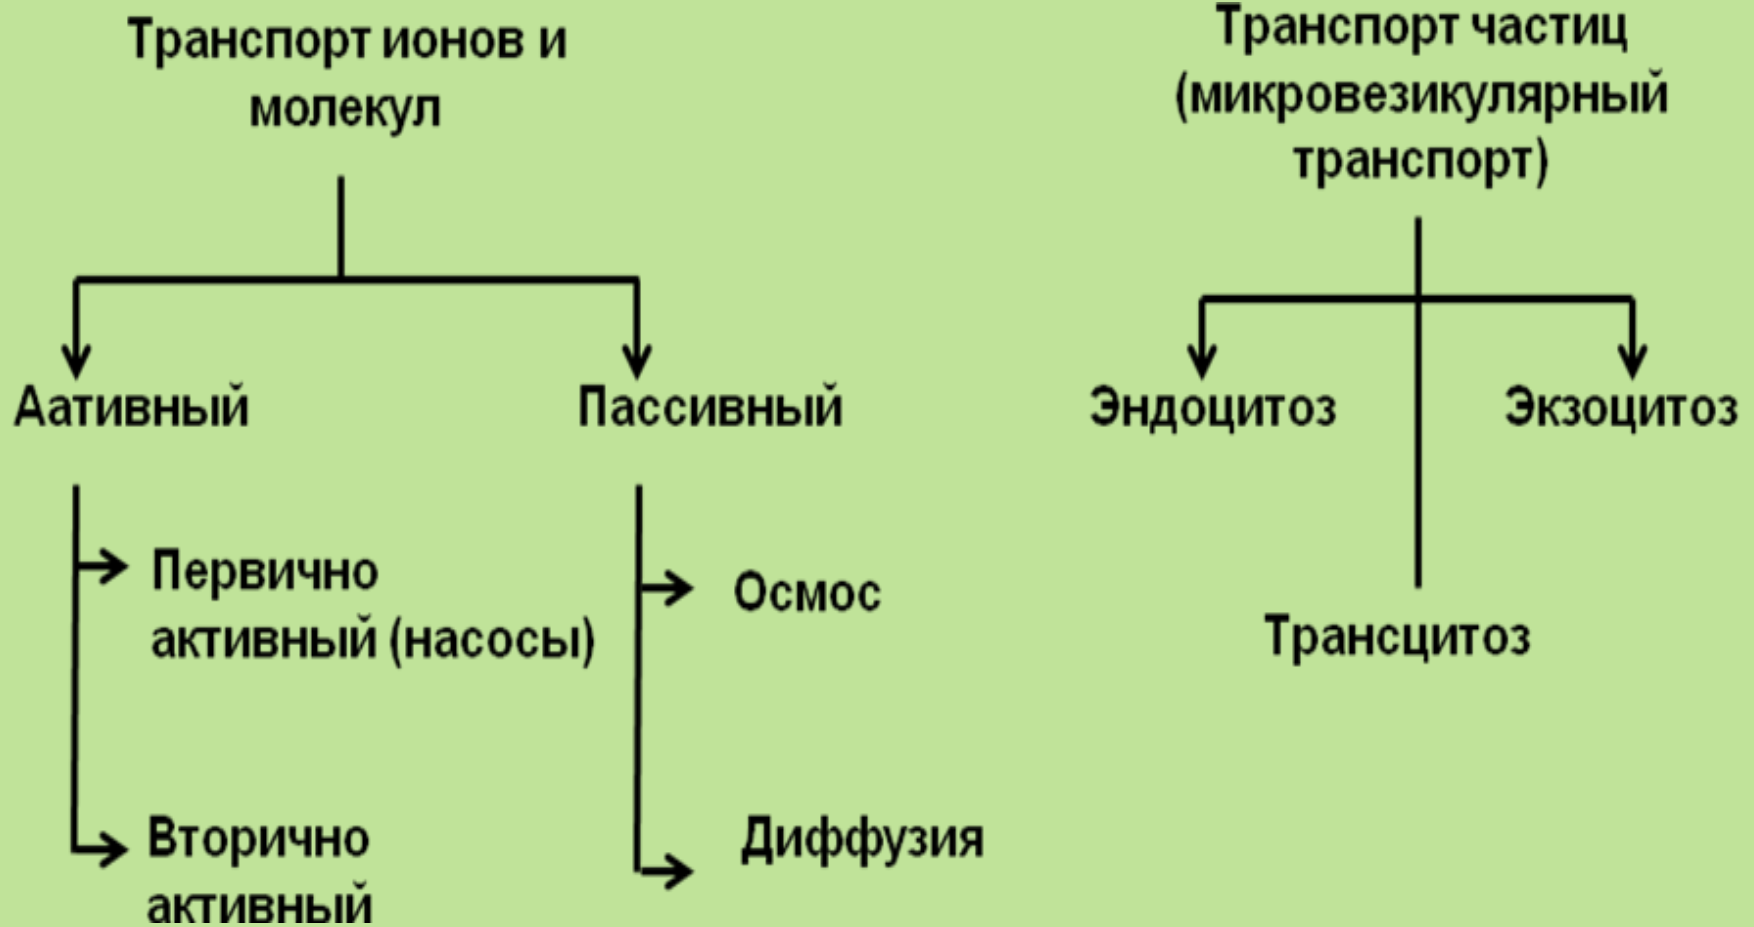 Транспорт ионов и
молекул
Транспорт частиц
(микровезикулярный
транспорт)
Аативный
Пассивный
Эндоцитоз
Экзоцитоз
Первично
активный (насосы)
Осмос
Трансцитоз
Вторично
активный
Диффузия